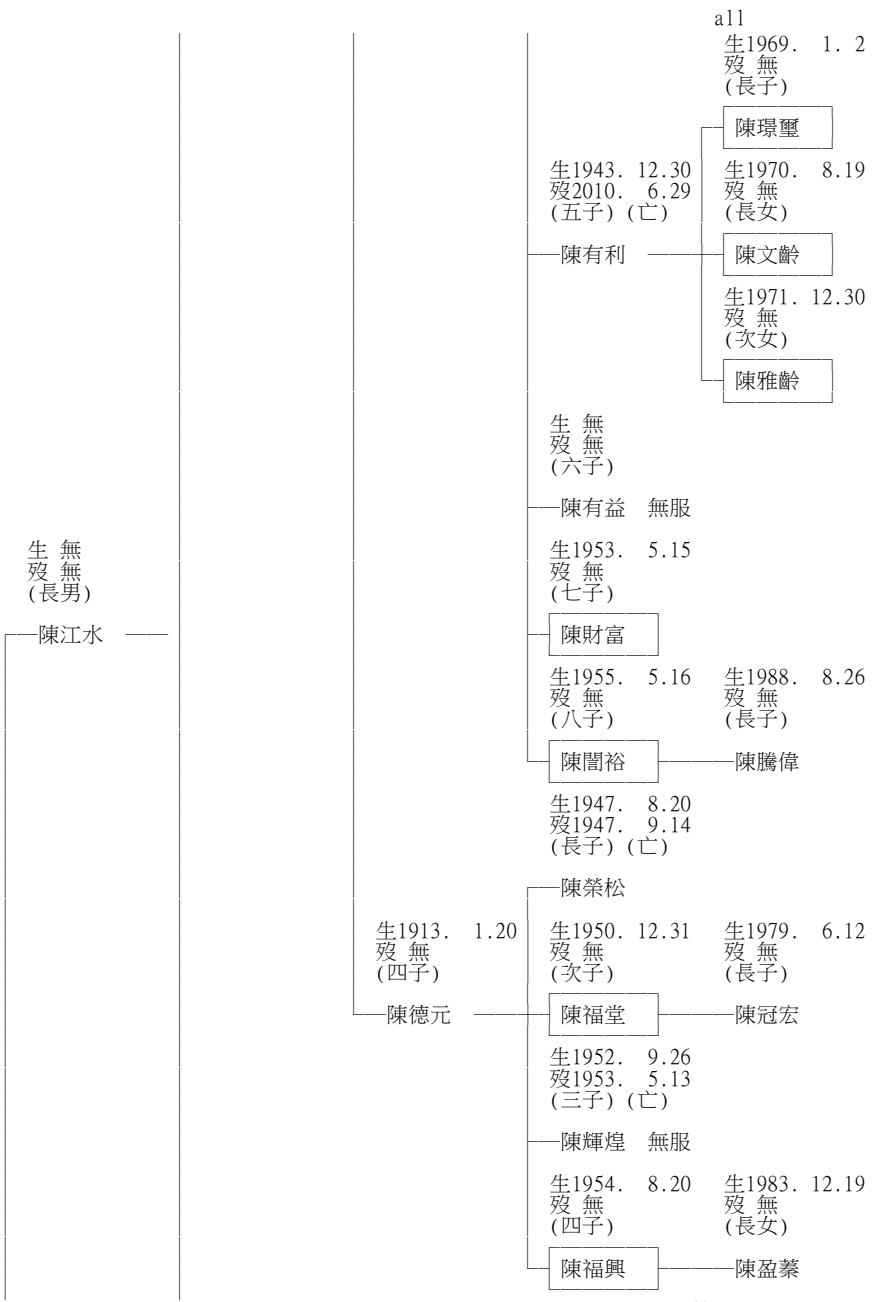 all
生1969. 1. 2
歿 無
(長子)
陳璟璽
生1943. 12.30 生1970. 8.19
歿2010. 6.29 歿 無
(五子)(亡) (長女)
陳有利 陳文齡
生1971. 12.30
歿 無
(次女)
陳雅齡
生 無
歿 無
(六子)
陳有益 無服
生 無 生1953. 5.15
歿 無 歿 無
(長男) (七子)
陳江水 陳財富
生1955. 5.16 生1988. 8.26
歿 無 歿 無
(八子) (長子)
陳誾裕 陳騰偉
生1947. 8.20
歿1947. 9.14
(長子)(亡)
陳榮松
生1913. 1.20 生1950. 12.31 生1979. 6.12
歿 無 歿 無 歿 無
(四子) (次子) (長子)
陳德元 陳福堂 陳冠宏
生1952. 9.26
歿1953. 5.13
(三子)(亡)
陳輝煌 無服
生1954. 8.20 生1983. 12.19
歿 無 歿 無
(四子) (長女)
陳福興 陳盈蓁